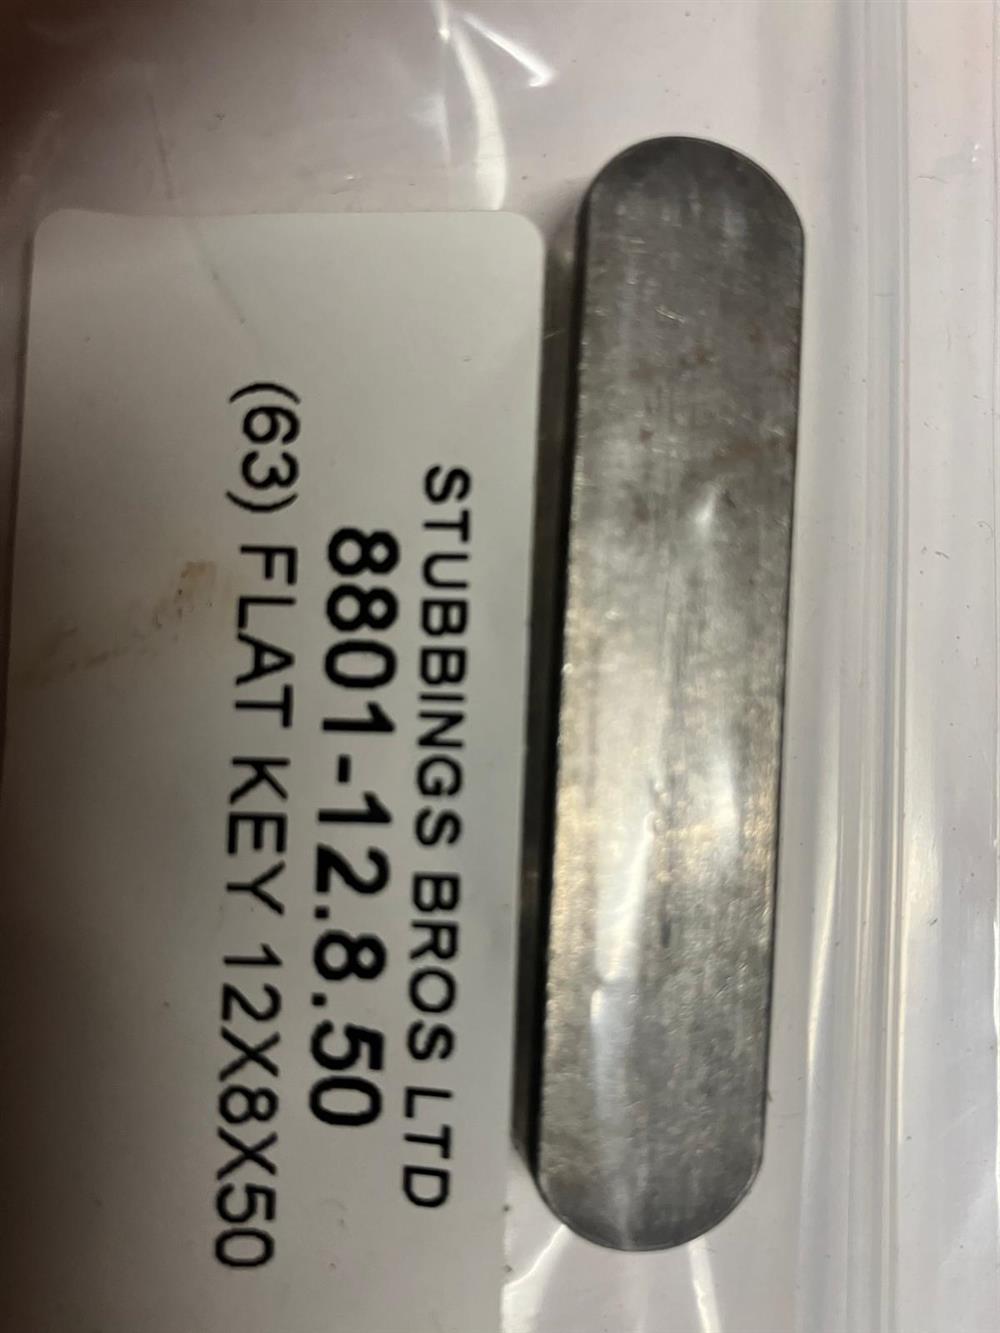 STUBBINGS BROS LTD
8801-12.8.50
(63) FLAT KEY 12X8X50